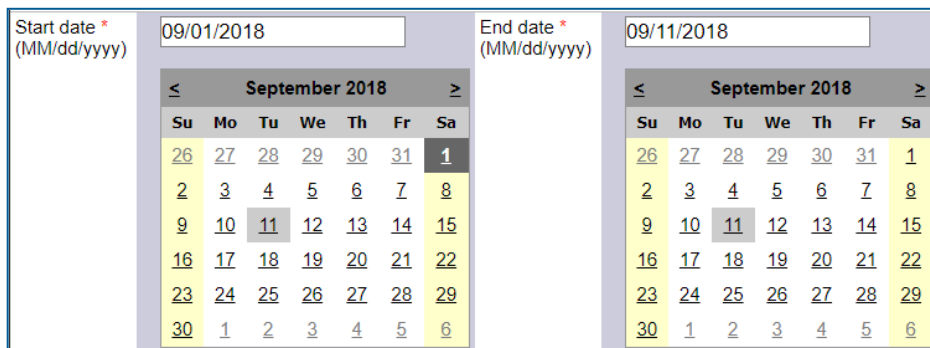 Start date *
(MM/dd/yyyy)
09/01/2018
< September 2018 >
Su Mo Tu We Th Fr Sa
26 27 28 29 30 31 1
2 3 4 5 6 7 8
9 10 11 12 13 14 15
16 17 18 19 20 21 22
23 24 25 26 27 28 29
30 1 2 3 4 5 6
End date *
(MM/dd/yyyy)
09/11/2018
< September 2018 >
Su Mo Tu We Th Fr Sa
26 27 28 29 30 31 1
2 3 4 5 6 7 8
9 10 11 12 13 14 15
16 17 18 19 20 21 22
23 24 25 26 27 28 29
30 1 2 3 4 5 6